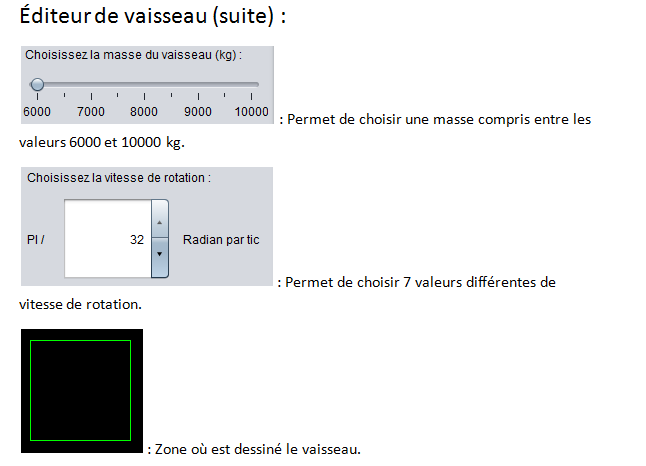 Éditeur de vaisseau (suite) :
Choisissez la masse du vaisseau (kg) :
6000 7000 8000 9000 10000
: Permet de choisir une masse compris entre les
valeurs 6000 et 10000 kg.
Choisissez la vitesse de rotation :
PI / 32 Radian par tic
: Permet de choisir 7 valeurs différentes de
vitesse de rotation.
: Zone où est dessiné le vaisseau.